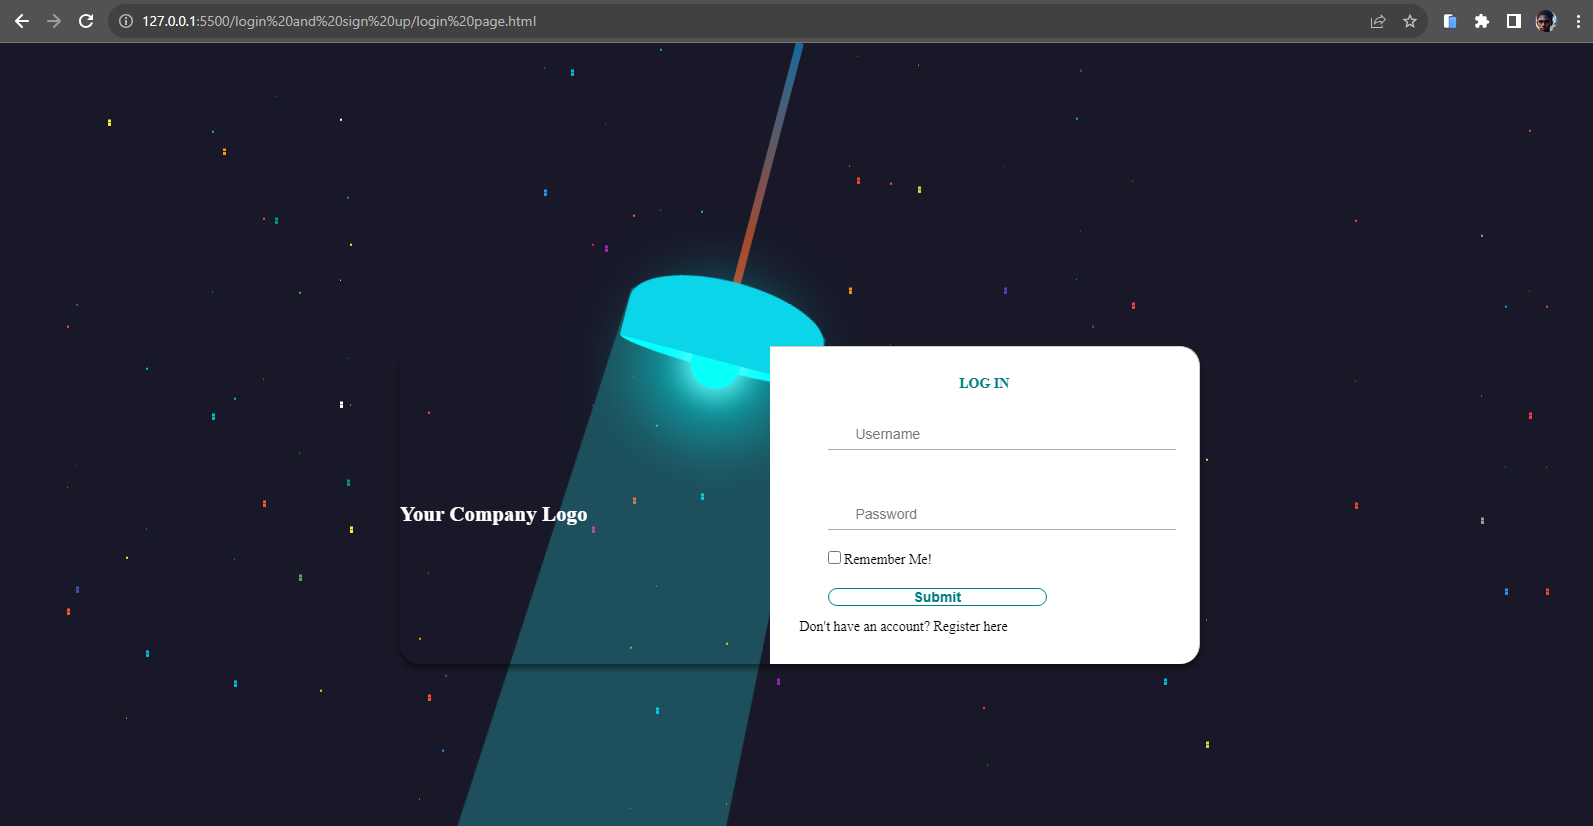 127.0.0.1:5500/login%20and%20sign%20up/login%20page.html
LOG IN
Username
Your Company Logo
Password
Remember Me!
Submit
Don't have an account? Register here